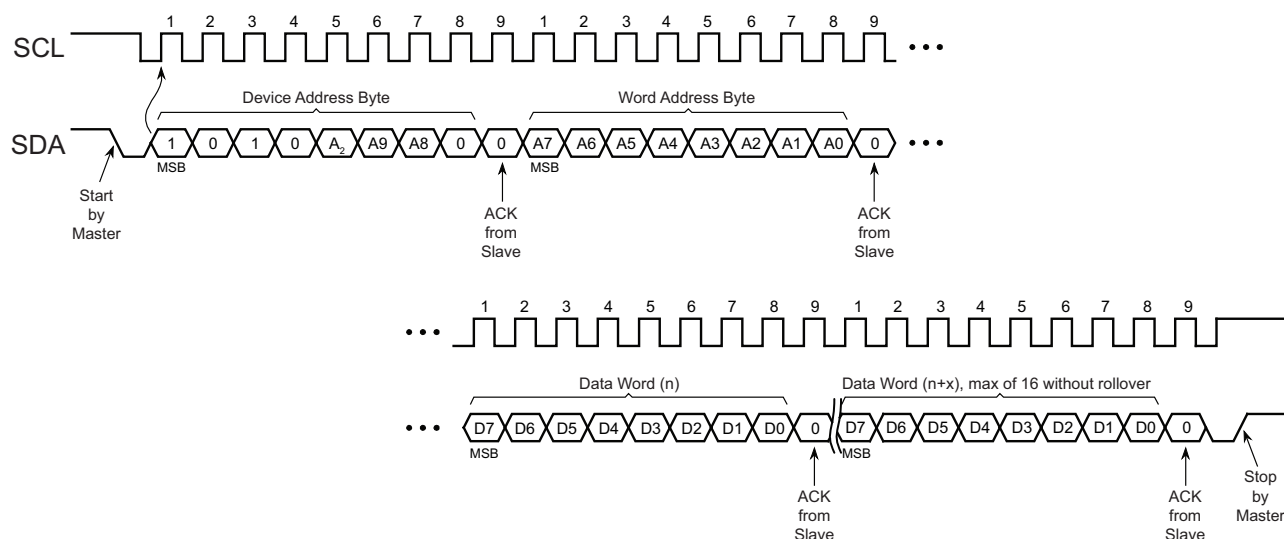 1 2 3 4 5 6 7 8 9 1 2 3 4 5 6 7 8 9
SCL
Device Address Byte Word Address Byte
SDA 1 0 1 0 A2 A9 A8 0 0 A7 A6 A5 A4 A3 A2 A1 A0 0
MSB MSB
Start
by
Master
ACK
from
Slave
ACK
from
Slave
1 2 3 4 5 6 7 8 9 1 2 3 4 5 6 7 8 9
Data Word (n) Data Word (n+x), max of 16 without rollover
D7 D6 D5 D4 D3 D2 D1 D0 0 D7 D6 D5 D4 D3 D2 D1 D0 0
MSB MSB
ACK
from
Slave
ACK
from
Slave
Stop
by
Master